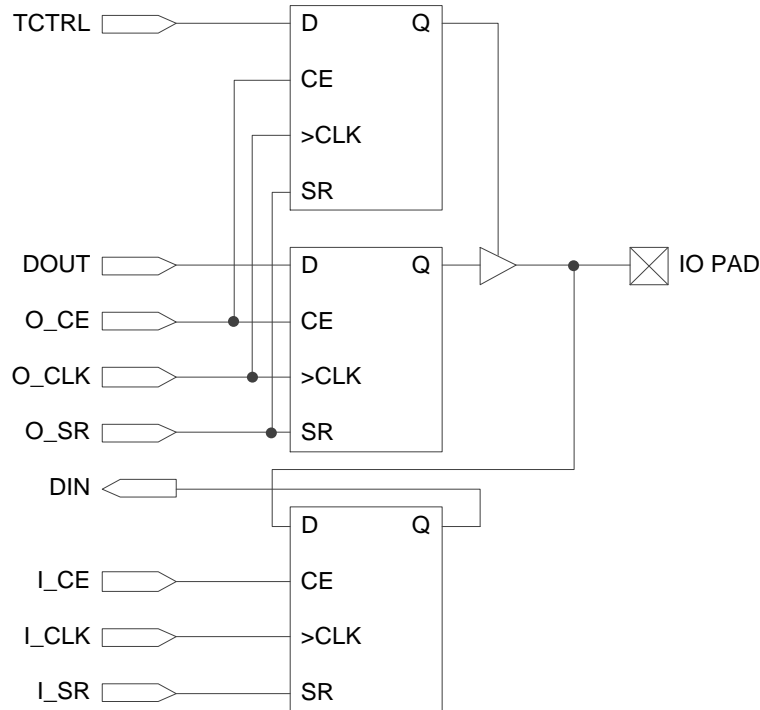 TCTRL
D Q
CE
>CLK
SR
DOUT
D Q
IO PAD
O_CE
CE
O_CLK
>CLK
O_SR
SR
DIN
D Q
I_CE
CE
I_CLK
>CLK
I_SR
SR